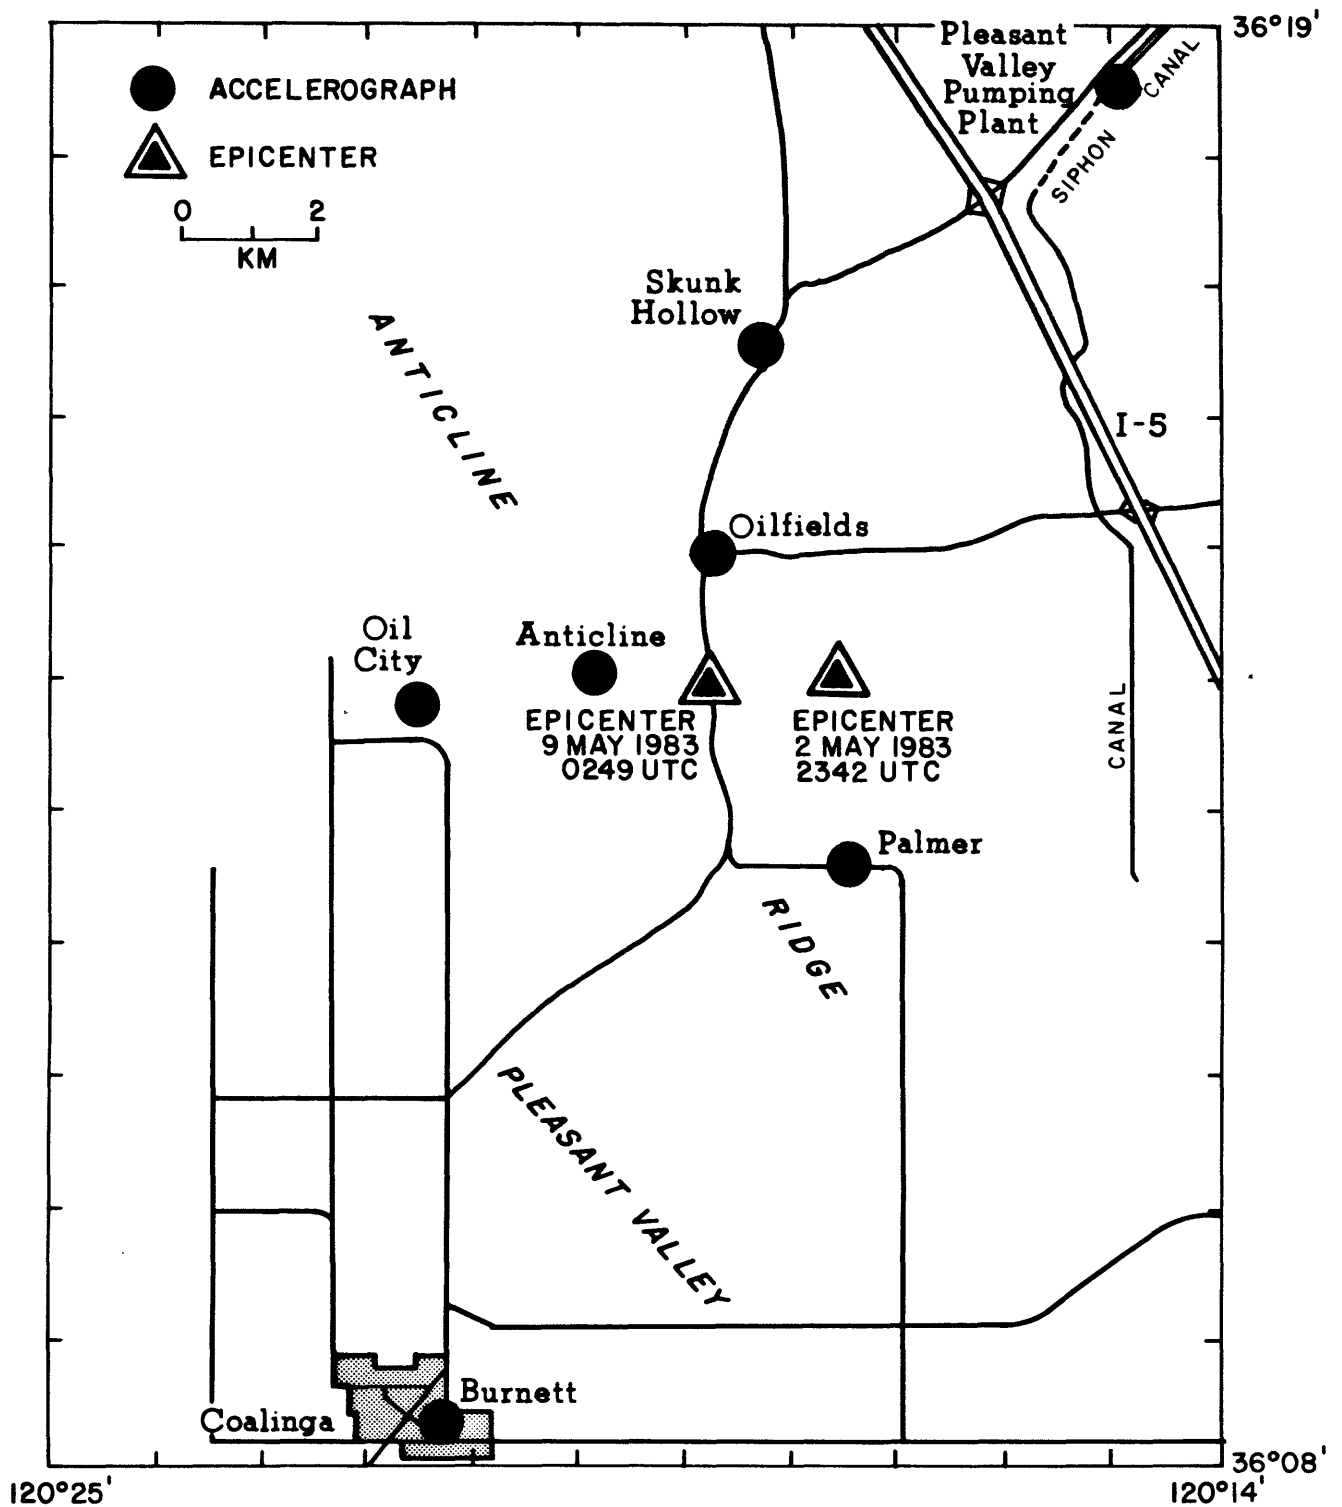 36°19'
Pleasant
Valley
Pumping
Plant
CANAL
SIPHON
ACCELEROGRAPH
EPICENTER
0 2
KM
Skunk
Hollow
ANTICLINE
I-5
Oilfields
Oil
City
Anticline
EPICENTER
9 MAY 1983
0249 UTC
EPICENTER
2 MAY 1983
2342 UTC
CANAL
Palmer
RIDGE
PLEASANT VALLEY
Burnett
Coalinga
36°08'
120°25'
120°14'